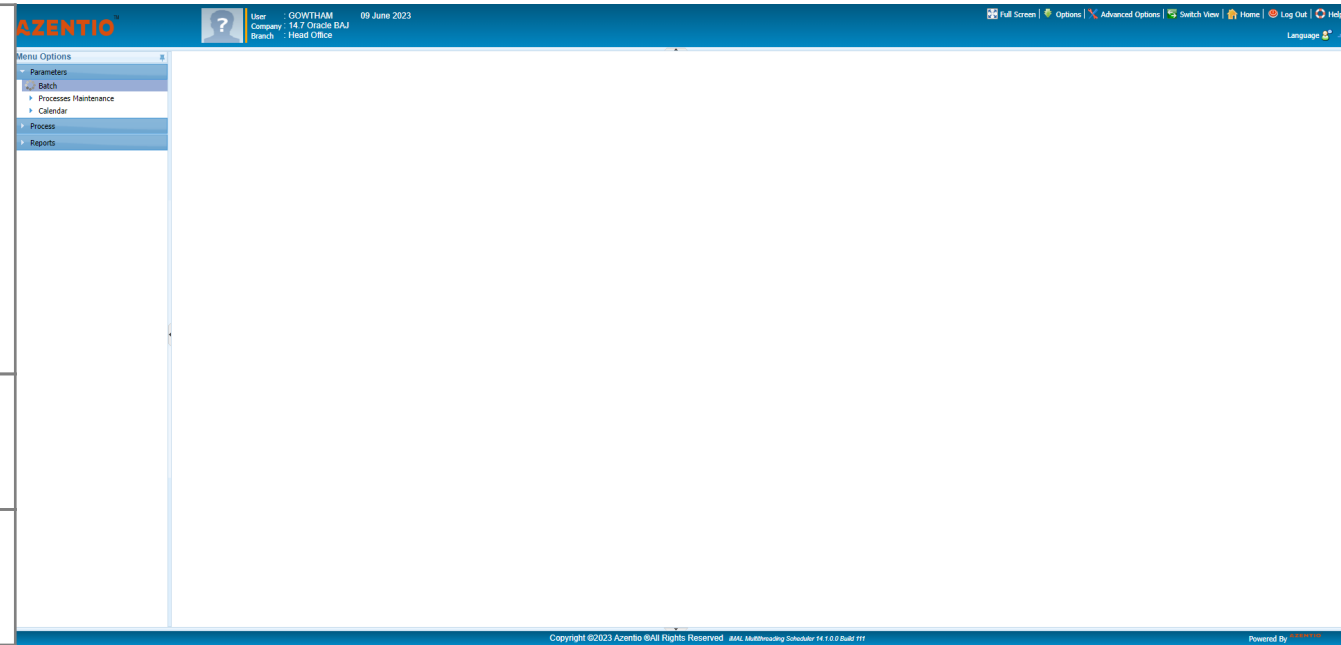 AZENTIO
User : GOWTHAM 09 June 2023
Company : 14.7 Oracle BAJ
Branch : Head Office
Full Screen | Options | Advanced Options | Switch View | Home | Log Out | Help
Language
Menu Options
Parameters
Batch
Processes Maintenance
Calendar
Process
Reports
Copyright ©2023 Azentio ®All Rights Reserved iMAL Multithreading Scheduler 14.1.0.0 Build 111
Powered By AZENTIO